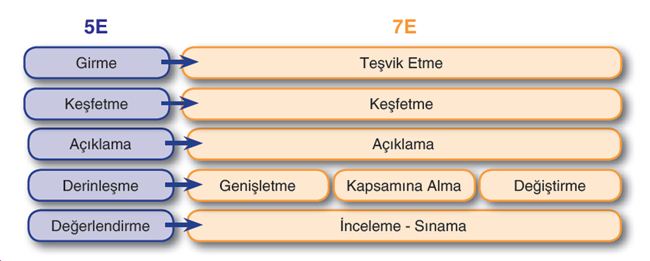 5E 7E
Girme Teşvik Etme
Keşfetme Keşfetme
Açıklama Açıklama
Derinleşme Genişletme Kapsamına Alma Değiştirme
Değerlendirme İnceleme - Sınama